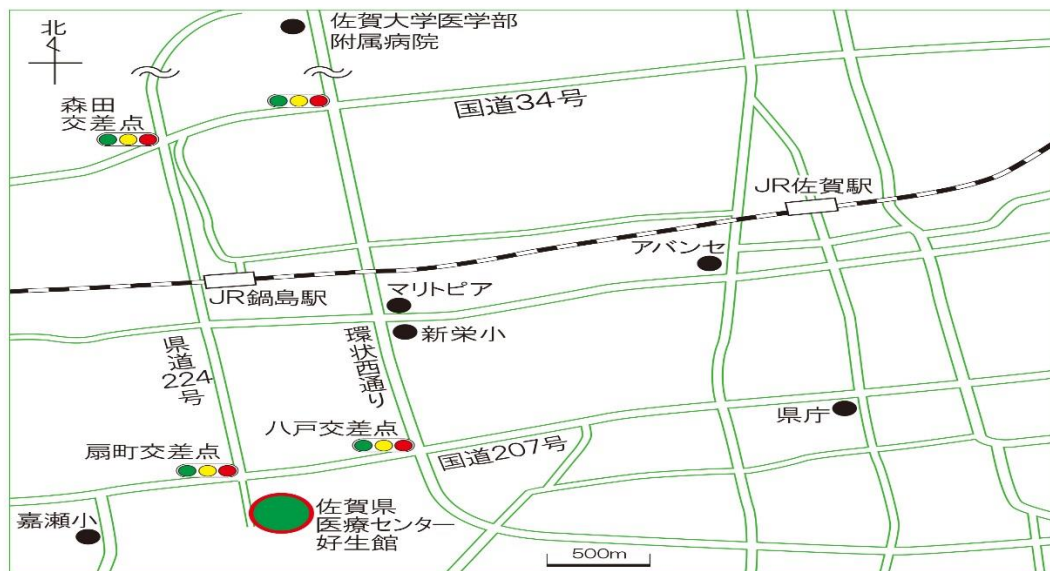 北
佐賀大学医学部
附属病院
森田
交差点
国道34号
JR佐賀駅
アバンセ
JR鍋島駅
マリトピア
新栄小
県道
224
号
環状西通り
県庁
八戸交差点
国道207号
扇町交差点
嘉瀬小
佐賀県
医療センター
好生館
500m